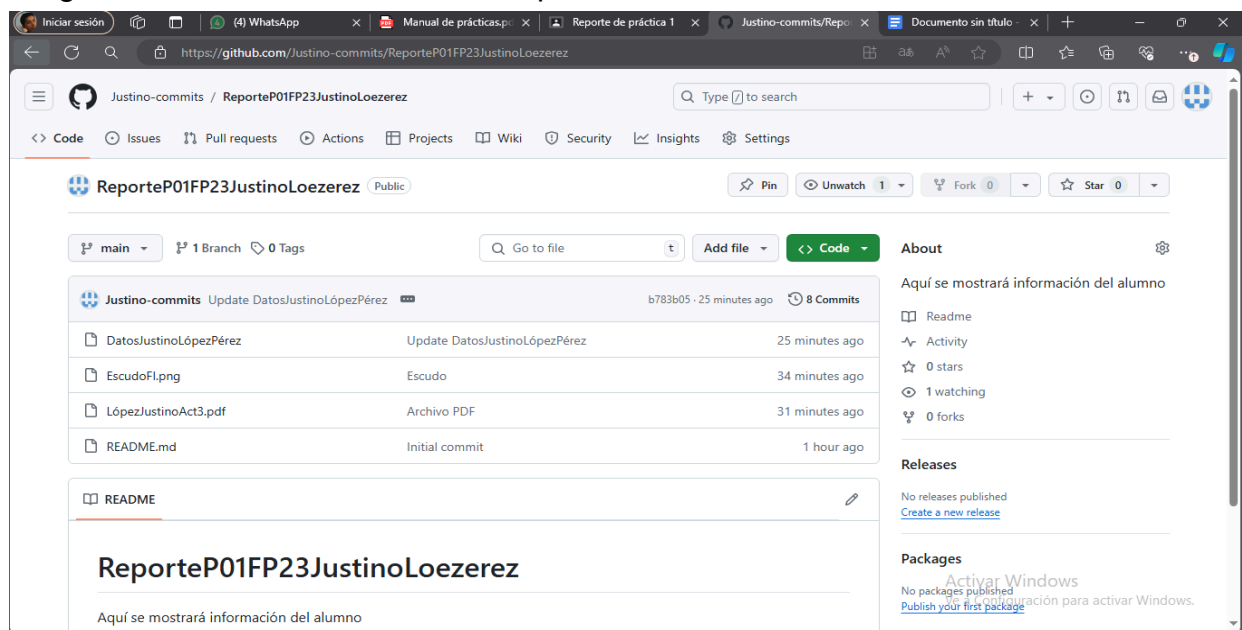 Iniciar sesión
(4) WhatsApp
Manual de prácticas.pd
Reporte de práctica 1
Justino-commits/Repo
Documento sin título -
https://github.com/Justino-commits/ReporteP01FP23JustinoLoezerez
Justino-commits / ReporteP01FP23JustinoLoezerez
Type / to search
Code Issues Pull requests Actions Projects Wiki Security Insights Settings
ReporteP01FP23JustinoLoezerez Public
Pin Unwatch 1 Fork 0 Star 0
main 1 Branch 0 Tags Go to file t Add file Code
About
Aquí se mostrará información del alumno
Justino-commits Update DatosJustinoLópezPérez b783b05 · 25 minutes ago 8 Commits
DatosJustinoLópezPérez Update DatosJustinoLópezPérez 25 minutes ago
EscudoFI.png Escudo 34 minutes ago
LópezJustinoAct3.pdf Archivo PDF 31 minutes ago
README.md Initial commit 1 hour ago
Readme
Activity
0 stars
1 watching
0 forks
Releases
No releases published
Create a new release
Packages
No packages published
Publish your first package
README
ReporteP01FP23JustinoLoezerez
Aquí se mostrará información del alumno
Activar Windows
Ve a Configuración para activar Windows.